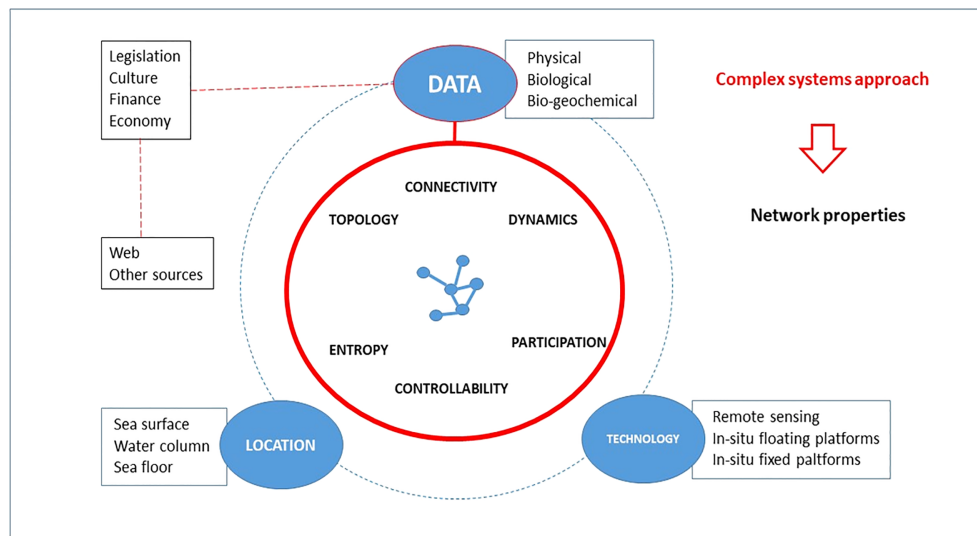 Legislation
Culture
Finance
Economy
DATA
Physical
Biological
Bio-geochemical
Complex systems approach
Network properties
Web
Other sources
CONNECTIVITY
TOPOLOGY
DYNAMICS
ENTROPY
PARTICIPATION
CONTROLLABILITY
Sea surface
Water column
Sea floor
LOCATION
TECHNOLOGY
Remote sensing
In-situ floating platforms
In-situ fixed paltforms